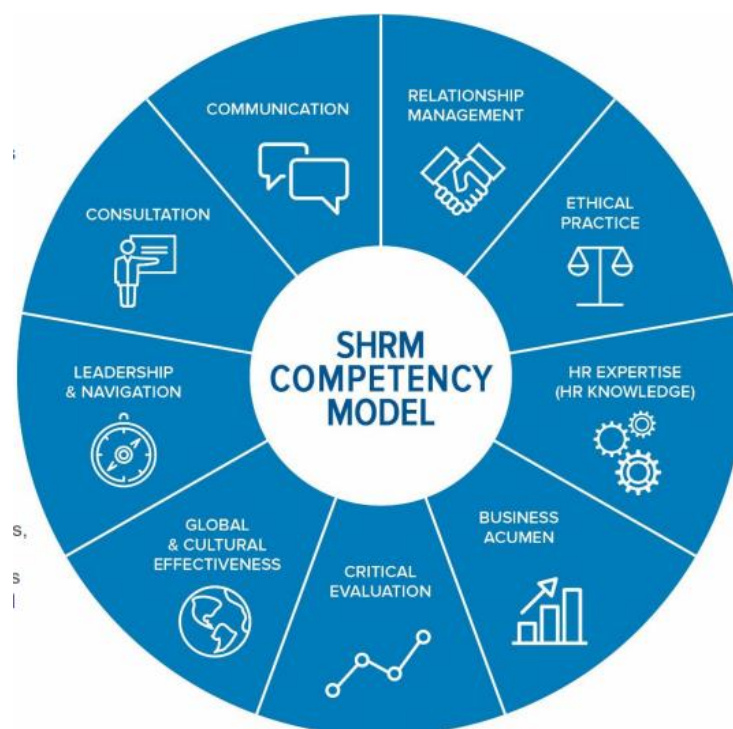 COMMUNICATION
RELATIONSHIP
MANAGEMENT
ETHICAL
PRACTICE
CONSULTATION
SHRM
COMPETENCY
MODEL
LEADERSHIP
& NAVIGATION
HR EXPERTISE
(HR KNOWLEDGE)
BUSINESS
ACUMEN
GLOBAL
& CULTURAL
EFFECTIVENESS
CRITICAL
EVALUATION